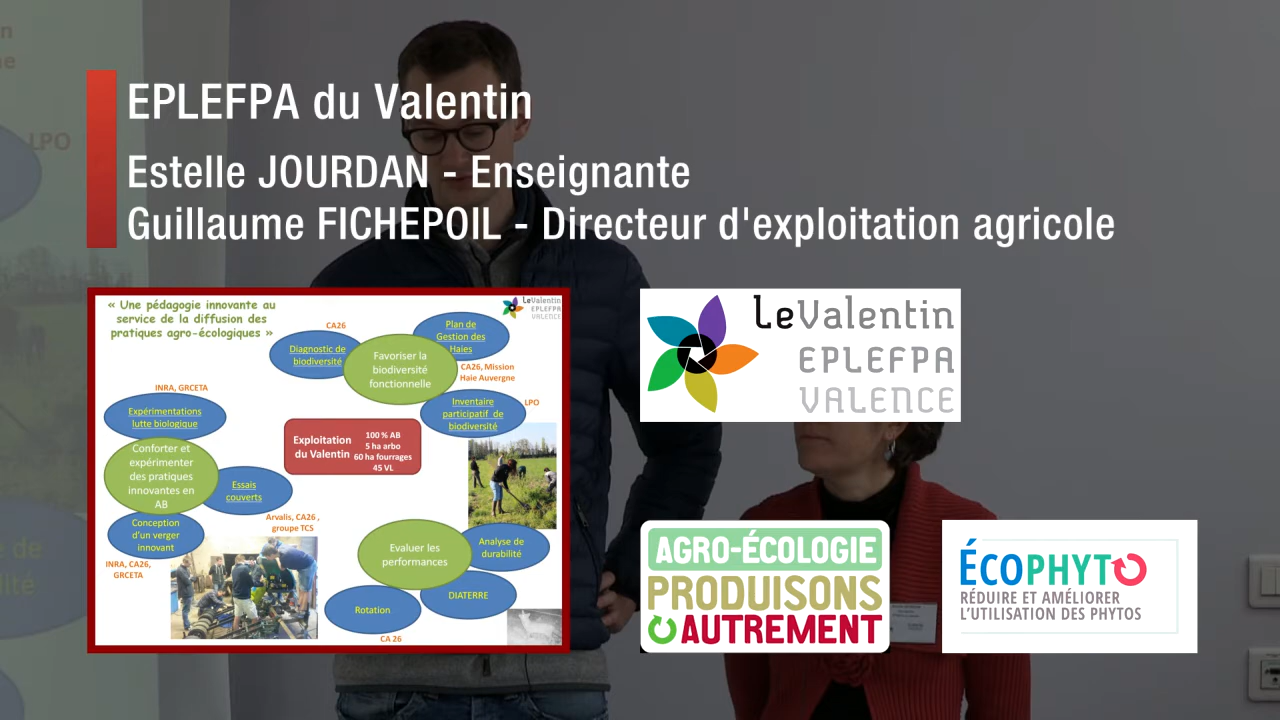 EPLEFPA du Valentin
Estelle JOURDAN - Enseignante
Guillaume FICHEPOIL - Directeur d'exploitation agricole
« Une pédagogie innovante au
service de la diffusion des
pratiques agro-écologiques »
LeValentin
EPLEFPA
VALENCE
CA26
Diagnostic de
biodiversité
Favoriser la
biodiversité
fonctionnelle
Plan de
Gestion des
Haies
CA26, Mission
Haie Auvergne
Inventaire
participatif de
biodiversité
LPO
INRA, GRCETA
Expérimentations
lutte biologique
Exploitation
du Valentin
100 % AB
5 ha arbo
60 ha fourrages
45 VL
Conforter et
expérimenter
des pratiques
innovantes en
AB
Essais
couverts
Arvalis, CA26 ,
groupe TCS
Conception
d'un verger
innovant
INRA, CA26,
GRCETA
Evaluer les
performances
Analyse de
durabilité
DIATERRE
Rotation
CA 26
LeValentin
EPLEFPA
VALENCE
AGRO-ÉCOLOGIE
PRODUISONS
AUTREMENT
ÉCOPHYTO
RÉDUIRE ET AMÉLIORER
L'UTILISATION DES PHYTOS
LPO